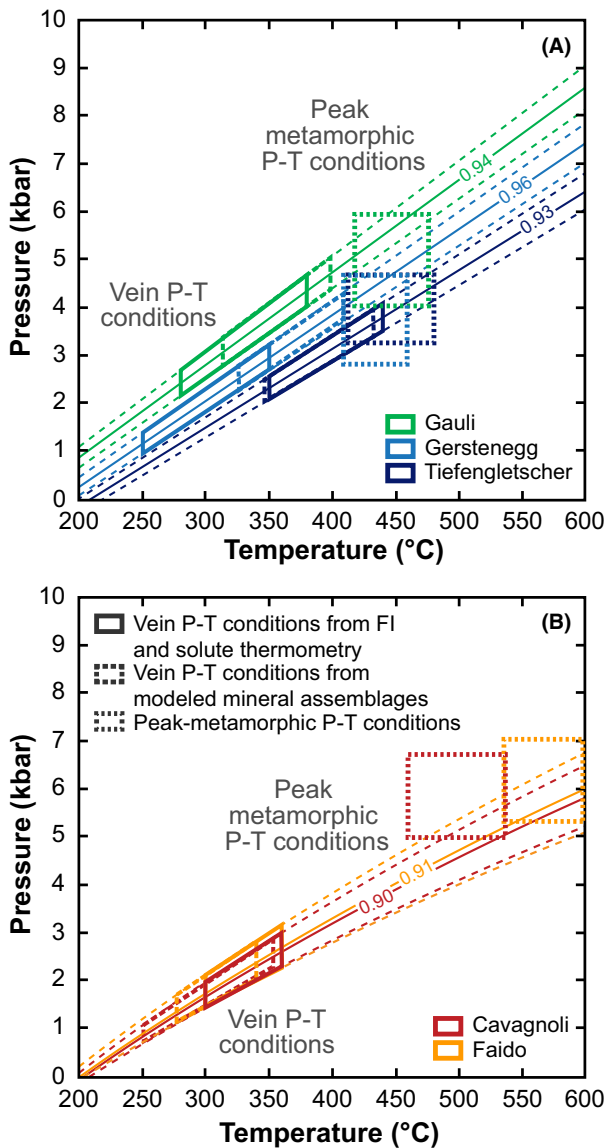 (A)
10
9
8
7
6
5
4
3
2
1
0
Pressure (kbar)
Peak
metamorphic
P-T conditions
Vein P-T
conditions
0.94
0.96
0.93
Gauli
Gerstenegg
Tiefengletscher
200 250 300 350 400 450 500 550 600
Temperature (°C)
(B)
10
9
8
7
6
5
4
3
2
1
0
Pressure (kbar)
Vein P-T conditions from FI
and solute thermometry
Vein P-T conditions from
modeled mineral assemblages
Peak-metamorphic P-T conditions
Peak
metamorphic
P-T conditions
0.91
0.90
Vein P-T
conditions
Cavagnoli
Faido
200 250 300 350 400 450 500 550 600
Temperature (°C)